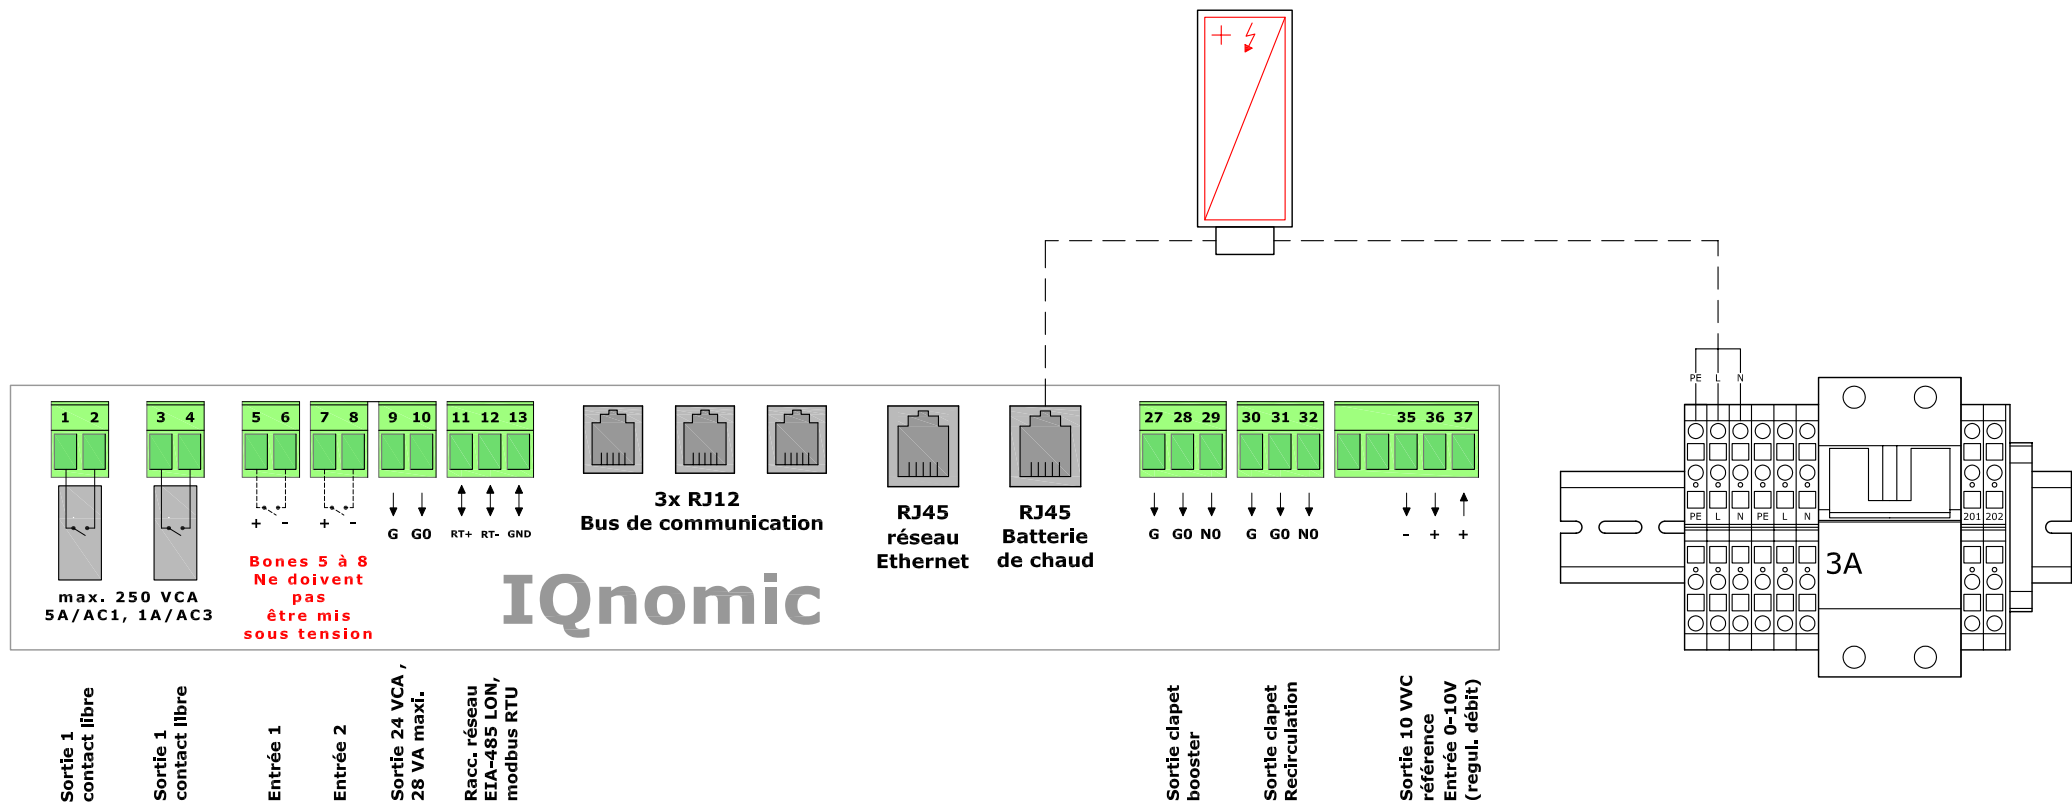 PE L N
1 2
3 4
5 6
7 8
9 10
11 12 13
27 28 29
30 31 32
35 36 37
+ -
+ -
G G0
RT+ RT- GND
3x RJ12
Bus de communication
RJ45
réseau
Ethernet
RJ45
Batterie
de chaud
G G0 N0
G G0 N0
- + +
PE L N PE L N
201 202
3A
max. 250 VCA
5A/AC1, 1A/AC3
Bones 5 à 8
Ne doivent
pas
être mis
sous tension
IQnomic
Sortie 1
contact libre
Sortie 1
contact libre
Entrée 1
Entrée 2
Sortie 24 VCA,
28 VA maxi.
Racc. réseau
EIA-485 LON,
modbus RTU
Sortie clapet
booster
Sortie clapet
Recirculation
Sortie 10 VVC
référence
Entrée 0-10V
(regul. débit)